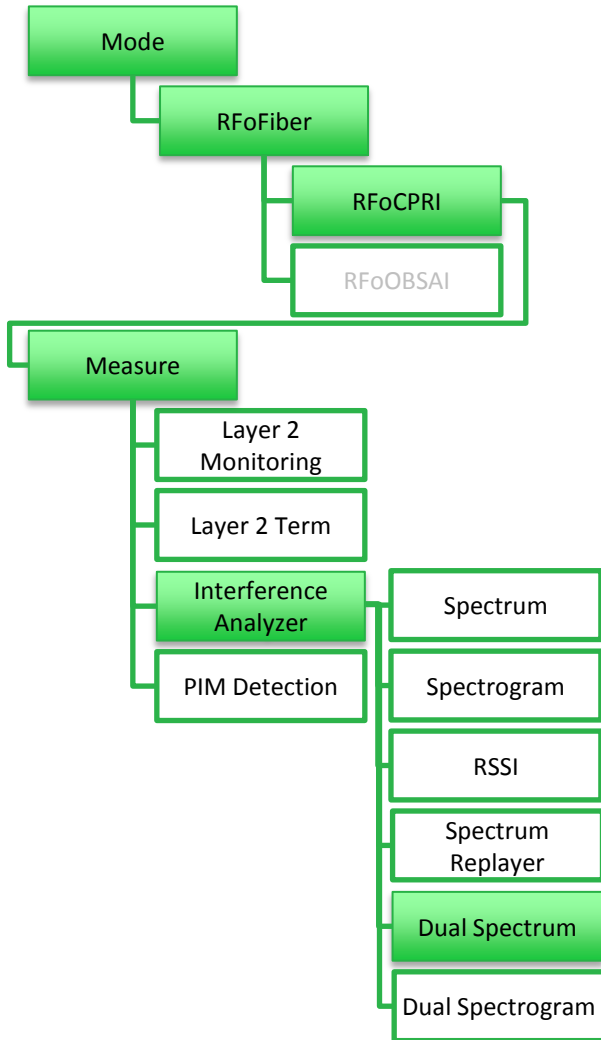 Mode
RFoFiber
RFoCPRI
RFoOBSAI
Measure
Layer 2
Monitoring
Layer 2 Term
Interference
Analyzer
PIM Detection
Spectrum
Spectrogram
RSSI
Spectrum
Replayer
Dual Spectrum
Dual Spectrogram